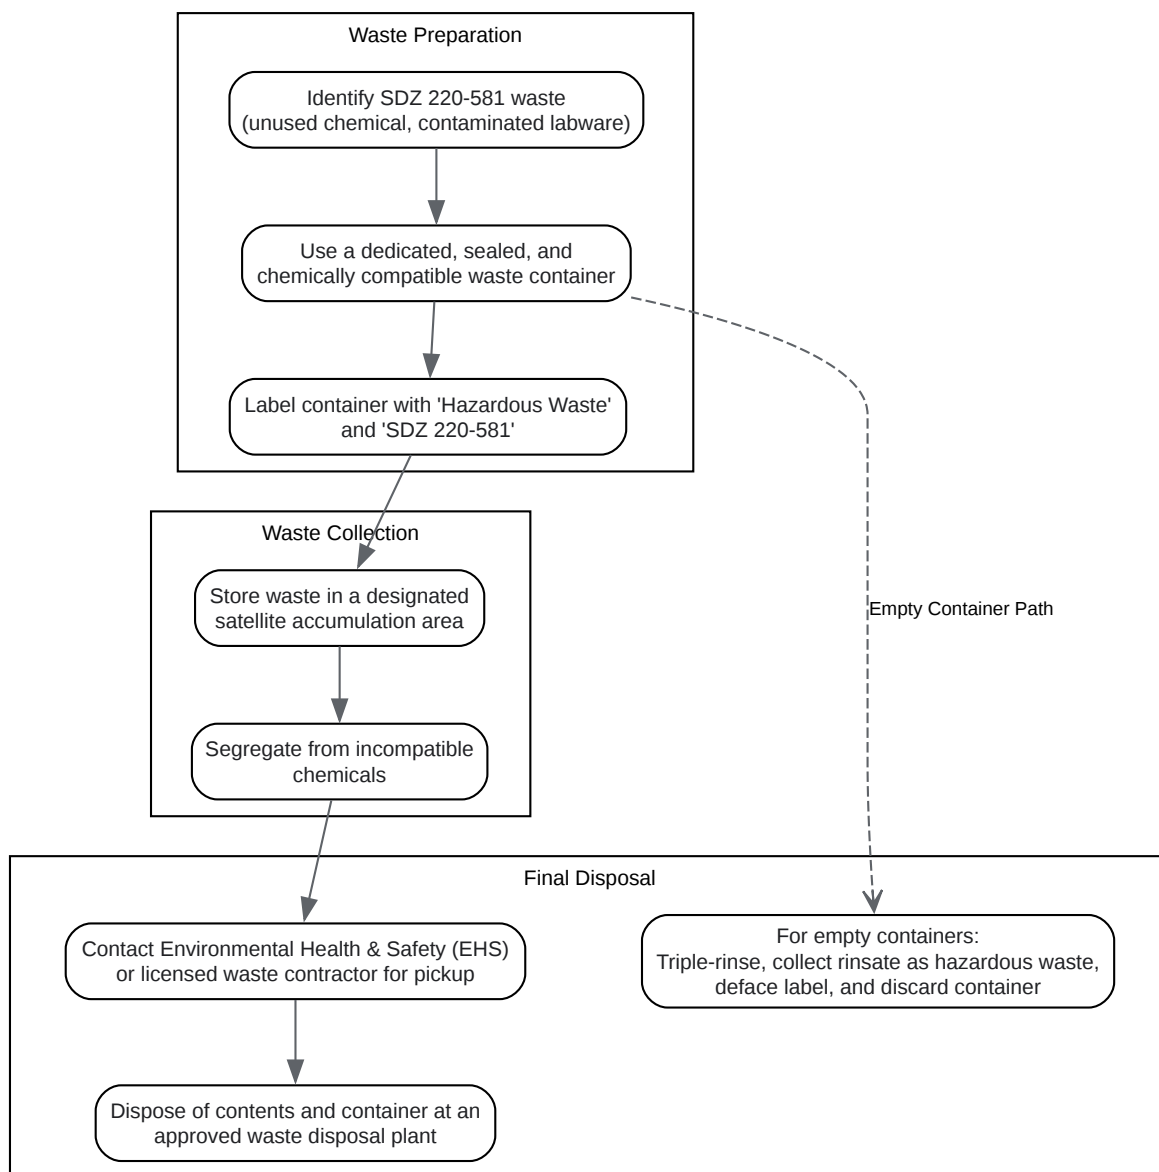 Waste Preparation
Identify SDZ 220-581 waste
(unused chemical, contaminated labware)
Use a dedicated, sealed, and
chemically compatible waste container
Label container with 'Hazardous Waste'
and 'SDZ 220-581'
Waste Collection
Store waste in a designated
satellite accumulation area
Empty Container Path
Segregate from incompatible
chemicals
Final Disposal
Contact Environmental Health & Safety (EHS)
or licensed waste contractor for pickup
For empty containers:
Triple-rinse, collect rinsate as hazardous waste,
deface label, and discard container
Dispose of contents and container at an
approved waste disposal plant